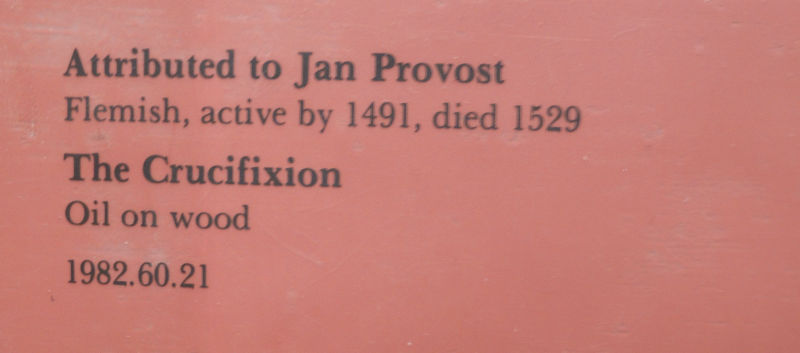 Attributed to Jan Provost
Flemish, active by 1491, died 1529
The Crucifixion
Oil on wood
1982.60.21